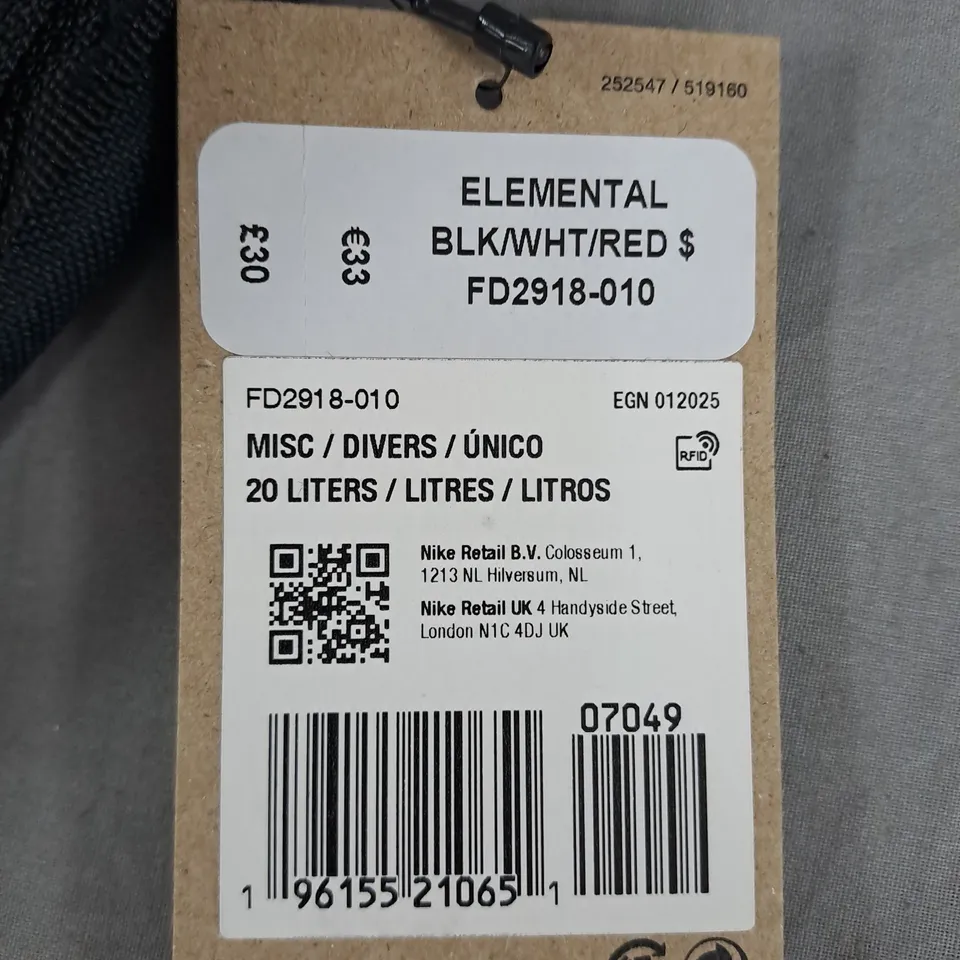 252547 / 519160
£30
€33
ELEMENTAL
BLK/WHT/RED $
FD2918-010
FD2918-010
EGN 012025
MISC / DIVERS / ÚNICO
RFID
20 LITERS / LITRES / LITROS
Nike Retail B.V. Colosseum 1,
1213 NL Hilversum, NL
Nike Retail UK 4 Handyside Street,
London N1C 4DJ UK
07049
1 96155 21065 1